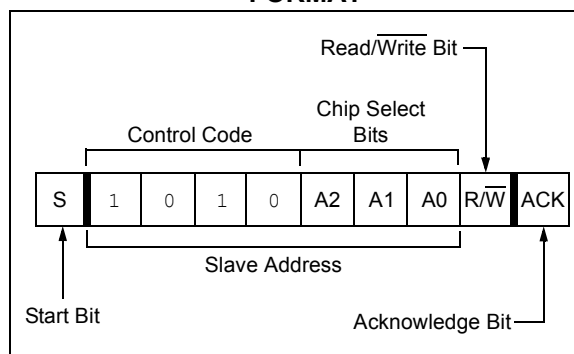 Read/Write Bit
Chip Select
Bits
Control Code
S 1 0 1 0 A2 A1 A0 R/W ACK
Slave Address
Start Bit
Acknowledge Bit